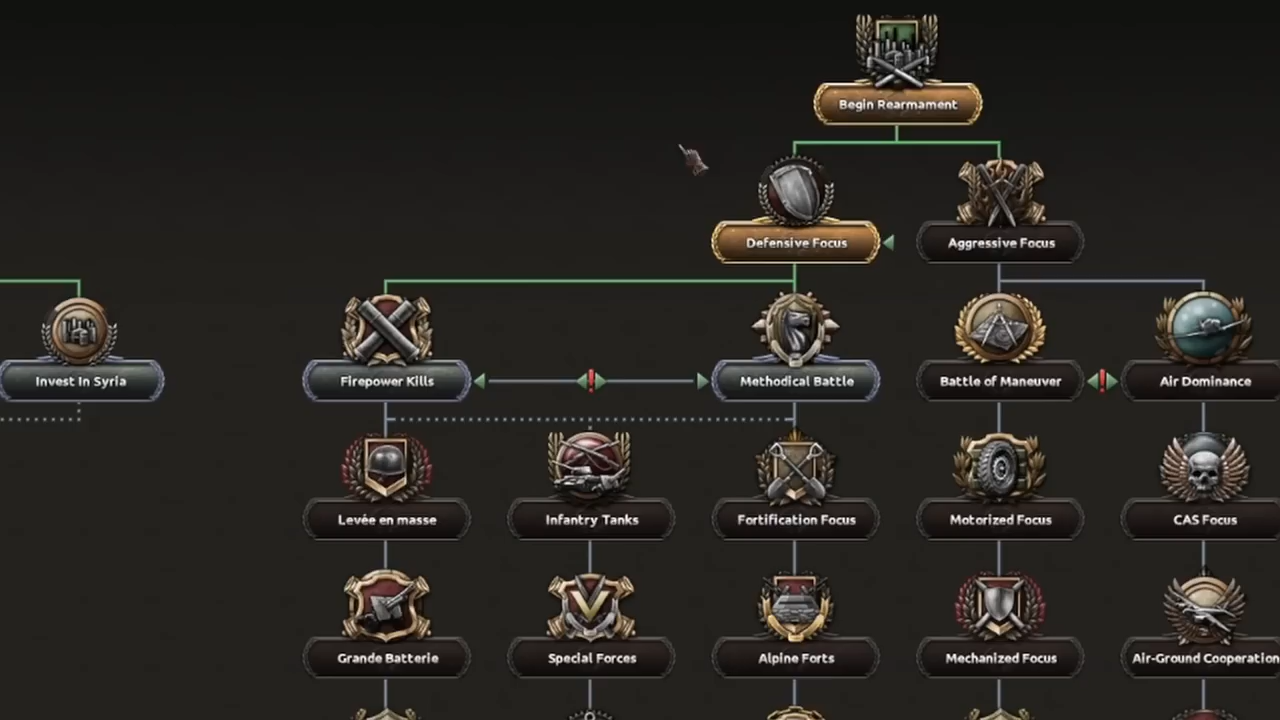 Begin Rearmament
Defensive Focus
Aggressive Focus
Invest In Syria
Firepower Kills
Methodical Battle
Battle of Maneuver
Air Dominance
Levée en masse
Infantry Tanks
Fortification Focus
Motorized Focus
CAS Focus
Grande Batterie
Special Forces
Alpine Forts
Mechanized Focus
Air-Ground Cooperation